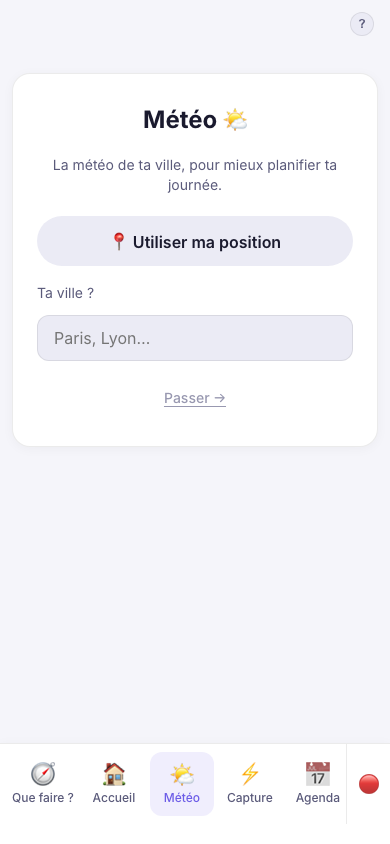 ?
Météo 🌤️
La météo de ta ville, pour mieux planifier ta
journée.
📍 Utiliser ma position
Ta ville ?
Paris, Lyon...
Passer →
Que faire ?
Accueil
Météo
Capture
17
Agenda